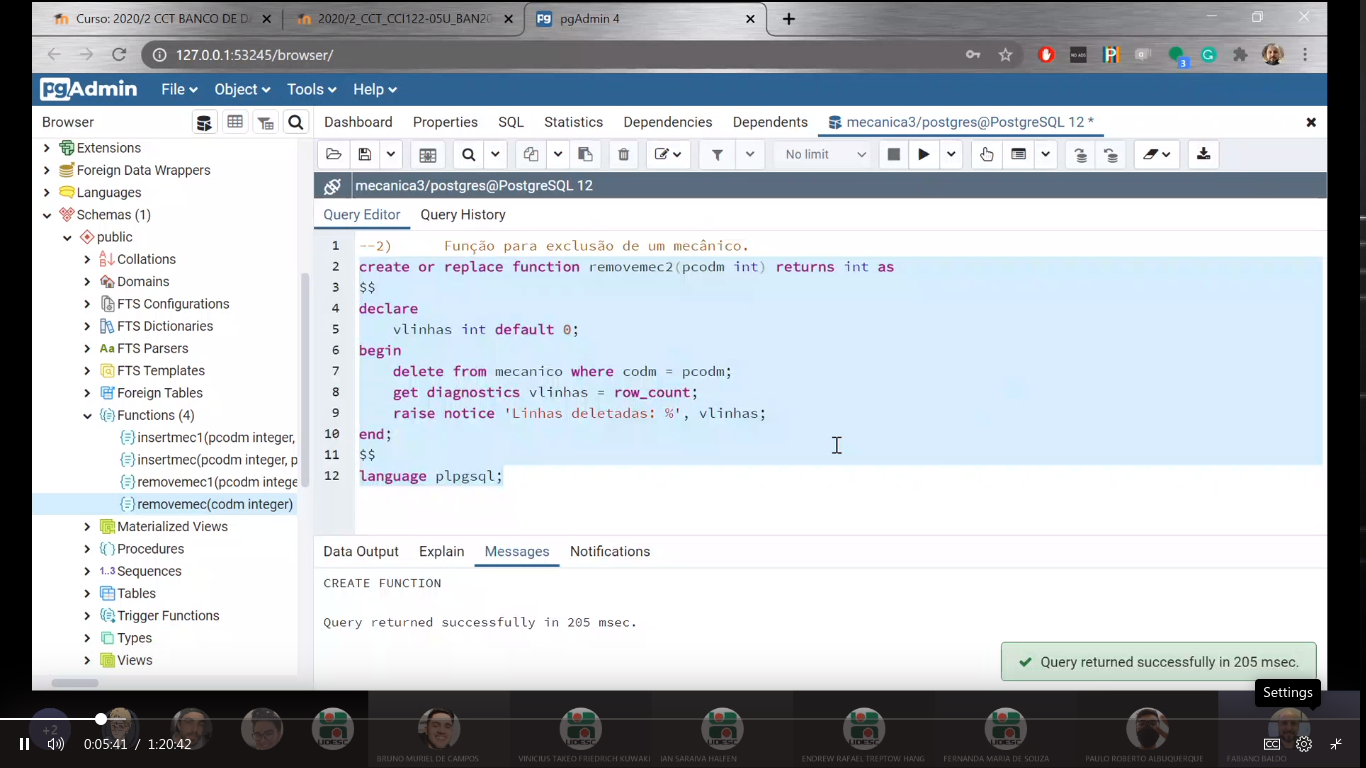 Curso: 2020/2 CCT BANCO DE D
2020/2_CCT_CCI122-05U_BAN2
pgAdmin 4
127.0.0.1:53245/browser/
3
pgAdmin
File
Object
Tools
Help
Browser
Dashboard
Properties
SQL
Statistics
Dependencies
Dependents
mecanica3/postgres@PostgreSQL 12 *
No limit
mecanica3/postgres@PostgreSQL 12
Query Editor
Query History
Extensions
Foreign Data Wrappers
Languages
Schemas (1)
public
Collations
Domains
FTS Configurations
FTS Dictionaries
FTS Parsers
FTS Templates
Foreign Tables
Functions (4)
insertmec1(pcodm integer,
insertmec(pcodm integer, p
removemec1(pcodm intege
removemec(codm integer)
Materialized Views
Procedures
1..3 Sequences
Tables
Trigger Functions
Types
Views
1 --2) Função para exclusão de um mecânico.
2 create or replace function removemec2(pcodm int) returns int as
3 $$
4 declare
5 vlinhas int default 0;
6 begin
7 delete from mecanico where codm = pcodm;
8 get diagnostics vlinhas = row_count;
9 raise notice 'Linhas deletadas: %', vlinhas;
10 end;
11 $$
12 language plpgsql;
Data Output
Explain
Messages
Notifications
CREATE FUNCTION
Query returned successfully in 205 msec.
Query returned successfully in 205 msec.
Settings
+2
0:05:41 / 1:20:42
BRUNO MURIEL DE CAMPOS
VINICIUS TAKEO FRIEDRICH KUWAKI
IAN SARAIVA HALFEN
ENDREW RAFAEL TREPTOW HANG
FERNANDA MARIA DE SOUZA
PAULO ROBERTO ALBUQUERQUE
FABIANO BALDO